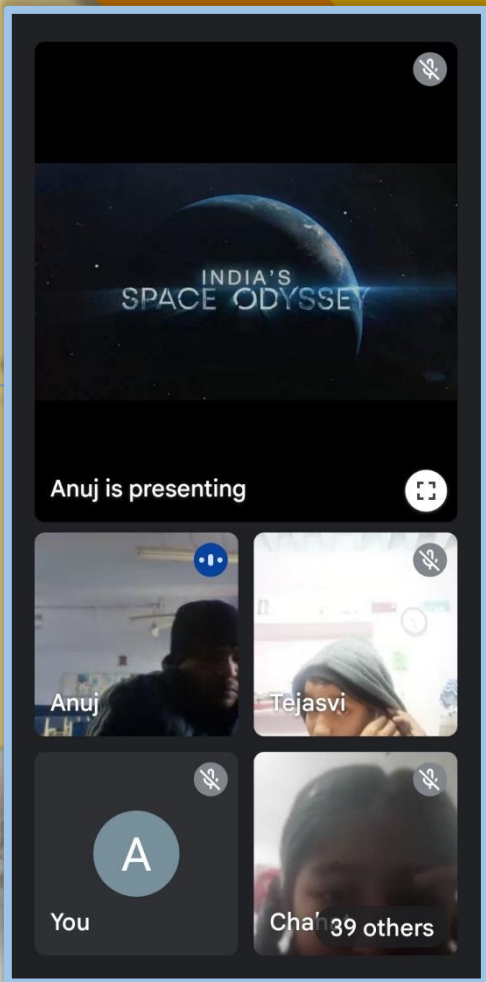 INDIA'S
SPACE ODYSSEY
Anuj is presenting
Anuj
Tejasvi
A
You
39 others